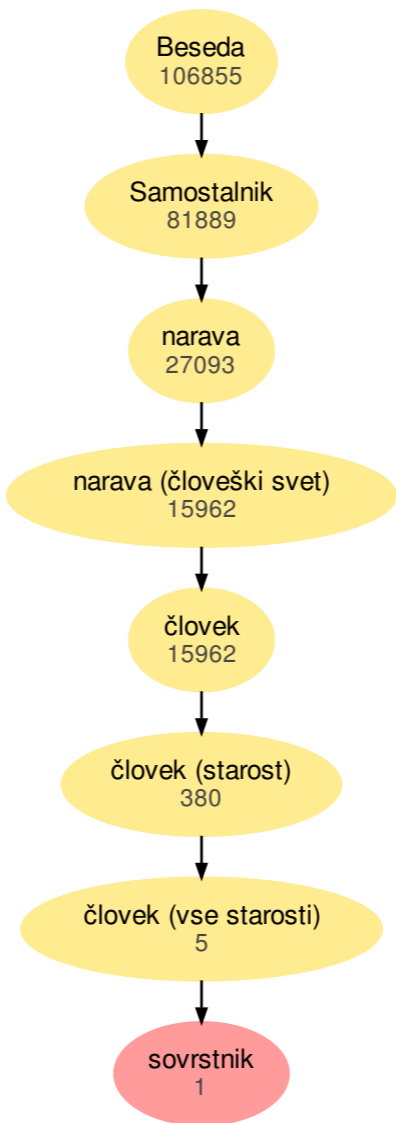 Beseda
106855
Samostalnik
81889
narava
27093
narava (človeški svet)
15962
človek
15962
človek (starost)
380
človek (vse starosti)
5
sovrstnik
1